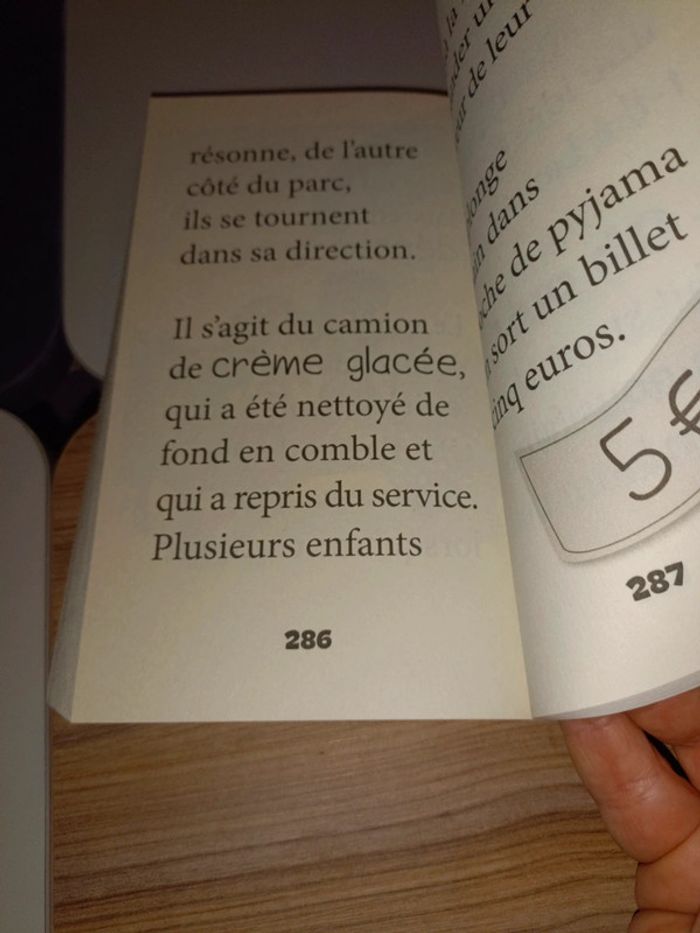 résonne, de l'autre
côté du parc,
ils se tournent
dans sa direction.
Il s'agit du camion
de crème glacée,
qui a été nettoyé de
fond en comble et
qui a repris du service.
Plusieurs enfants
286
à la
de leur
dans
de pyjama
sort un billet
euros.
5 €
287